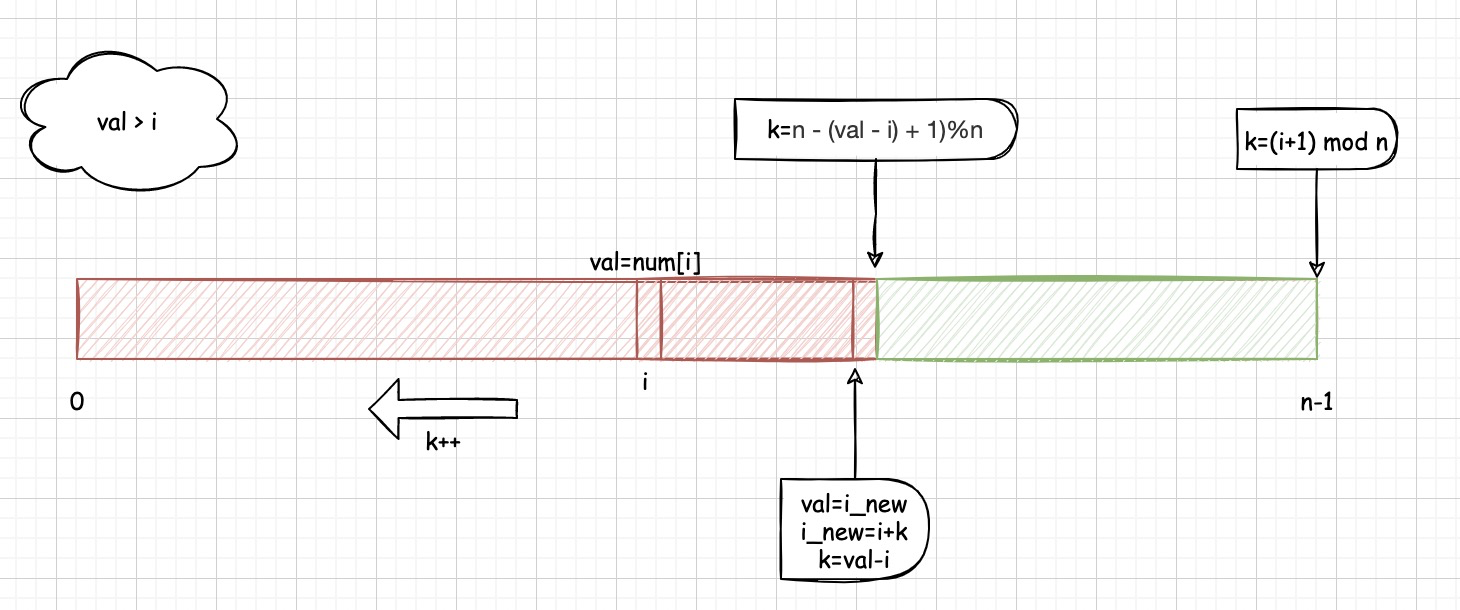 val > i
k=n - (val - i) + 1)%n
k=(i+1) mod n
val=num[i]
i
0
n-1
k++
val=i_new
i_new=i+k
k=val-i